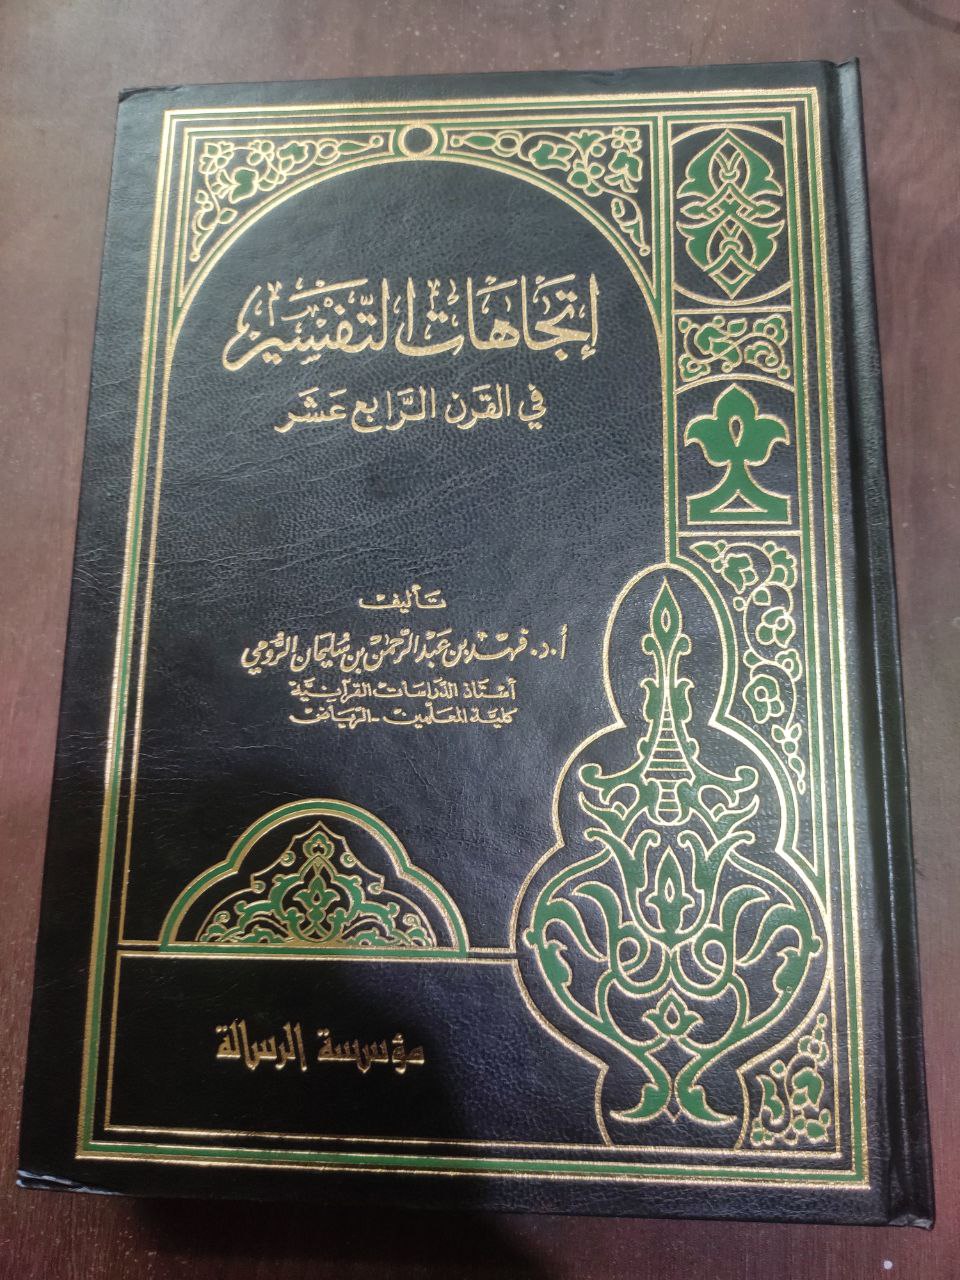 إتجاهات التفسير
في القرن الرابع عشر
تأليف
أ.د. فهد بن عبد الرحمن بن سليمان الرومي
أستاذ الدراسات القرآنية
كلية المعلمين - الرياض
مؤسسة الرسالة